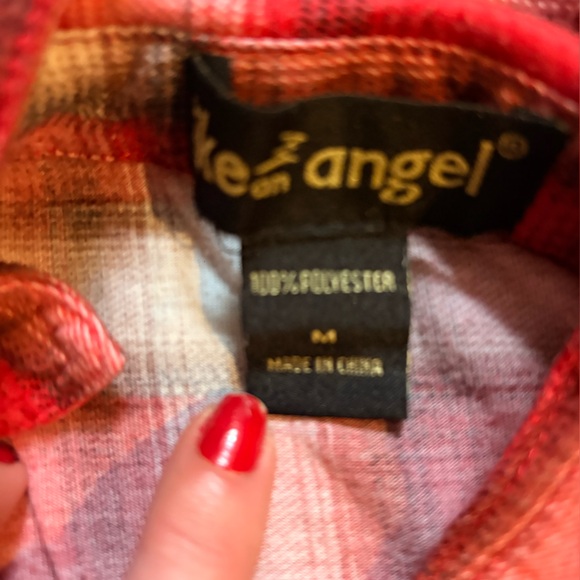 ke an angel®
100% POLYESTER
M
MADE IN CHINA